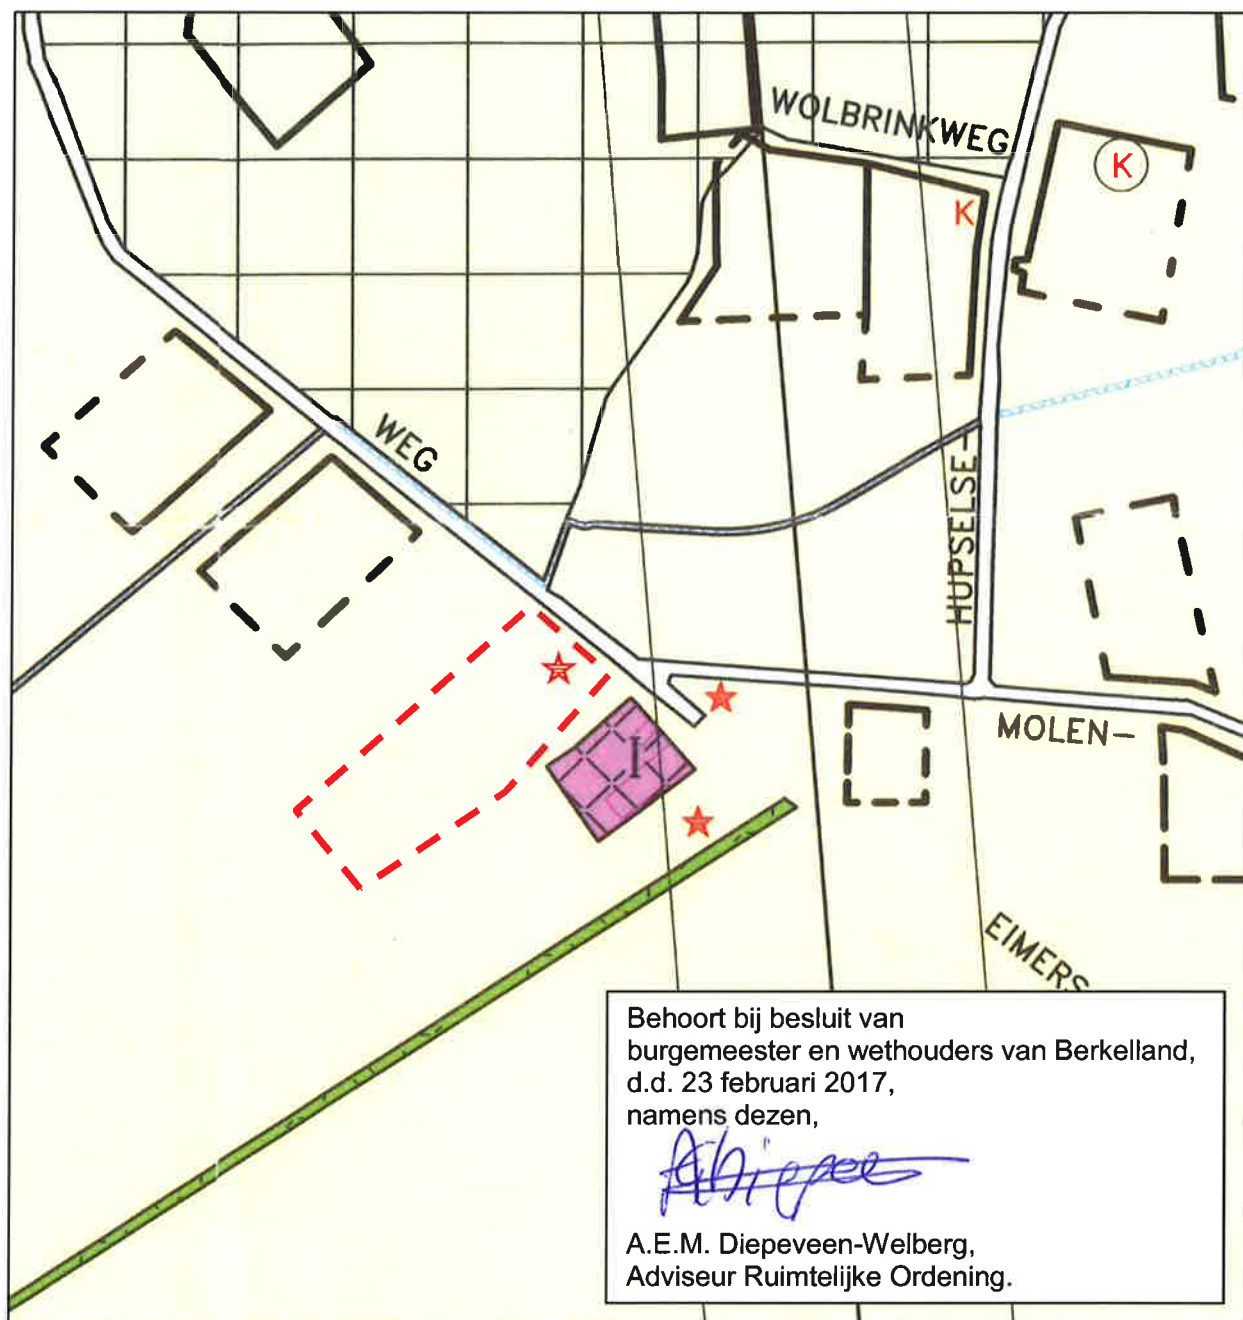 WOLBRINKWEG
K
K
WEG
HUPSELSE-
I
MOLEN-
EIMERS
Behoort bij besluit van
burgemeester en wethouders van Berkelland,
d.d. 23 februari 2017,
namens dezen,
A.E.M. Diepeveen-Welberg,
Adviseur Ruimtelijke Ordening.